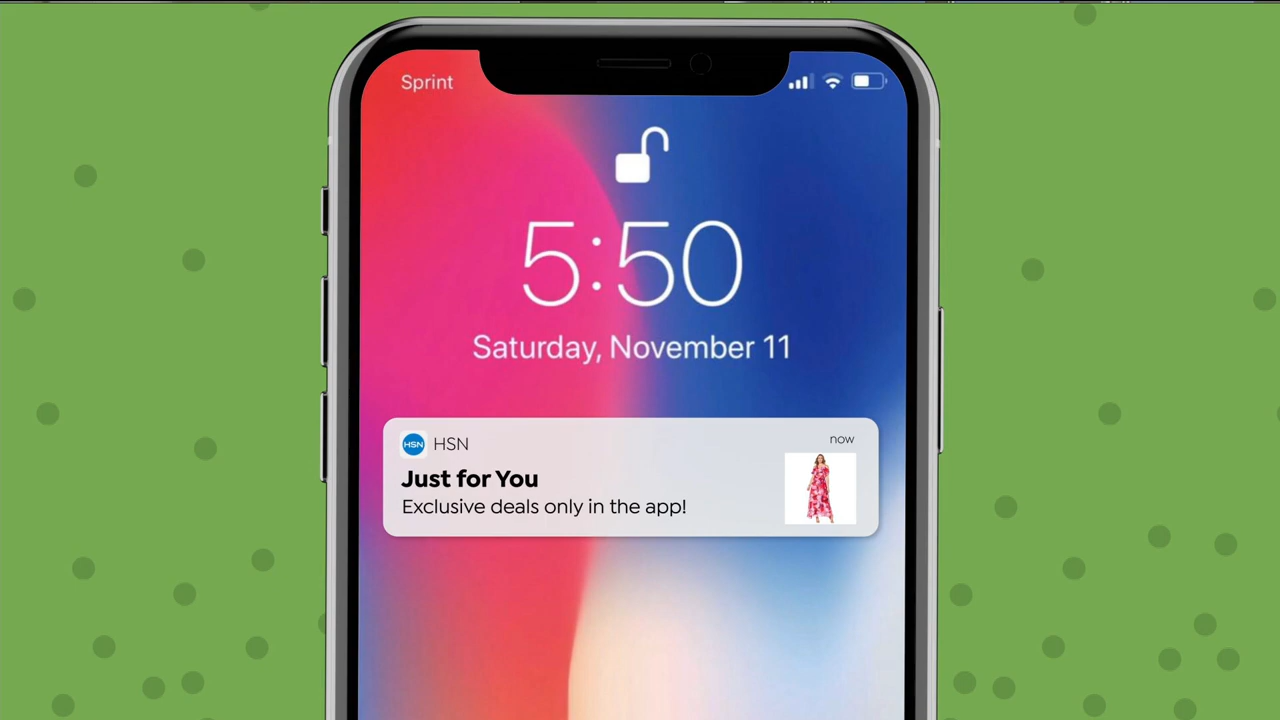 Sprint
5:50
Saturday, November 11
HSN HSN now
Just for You
Exclusive deals only in the app!